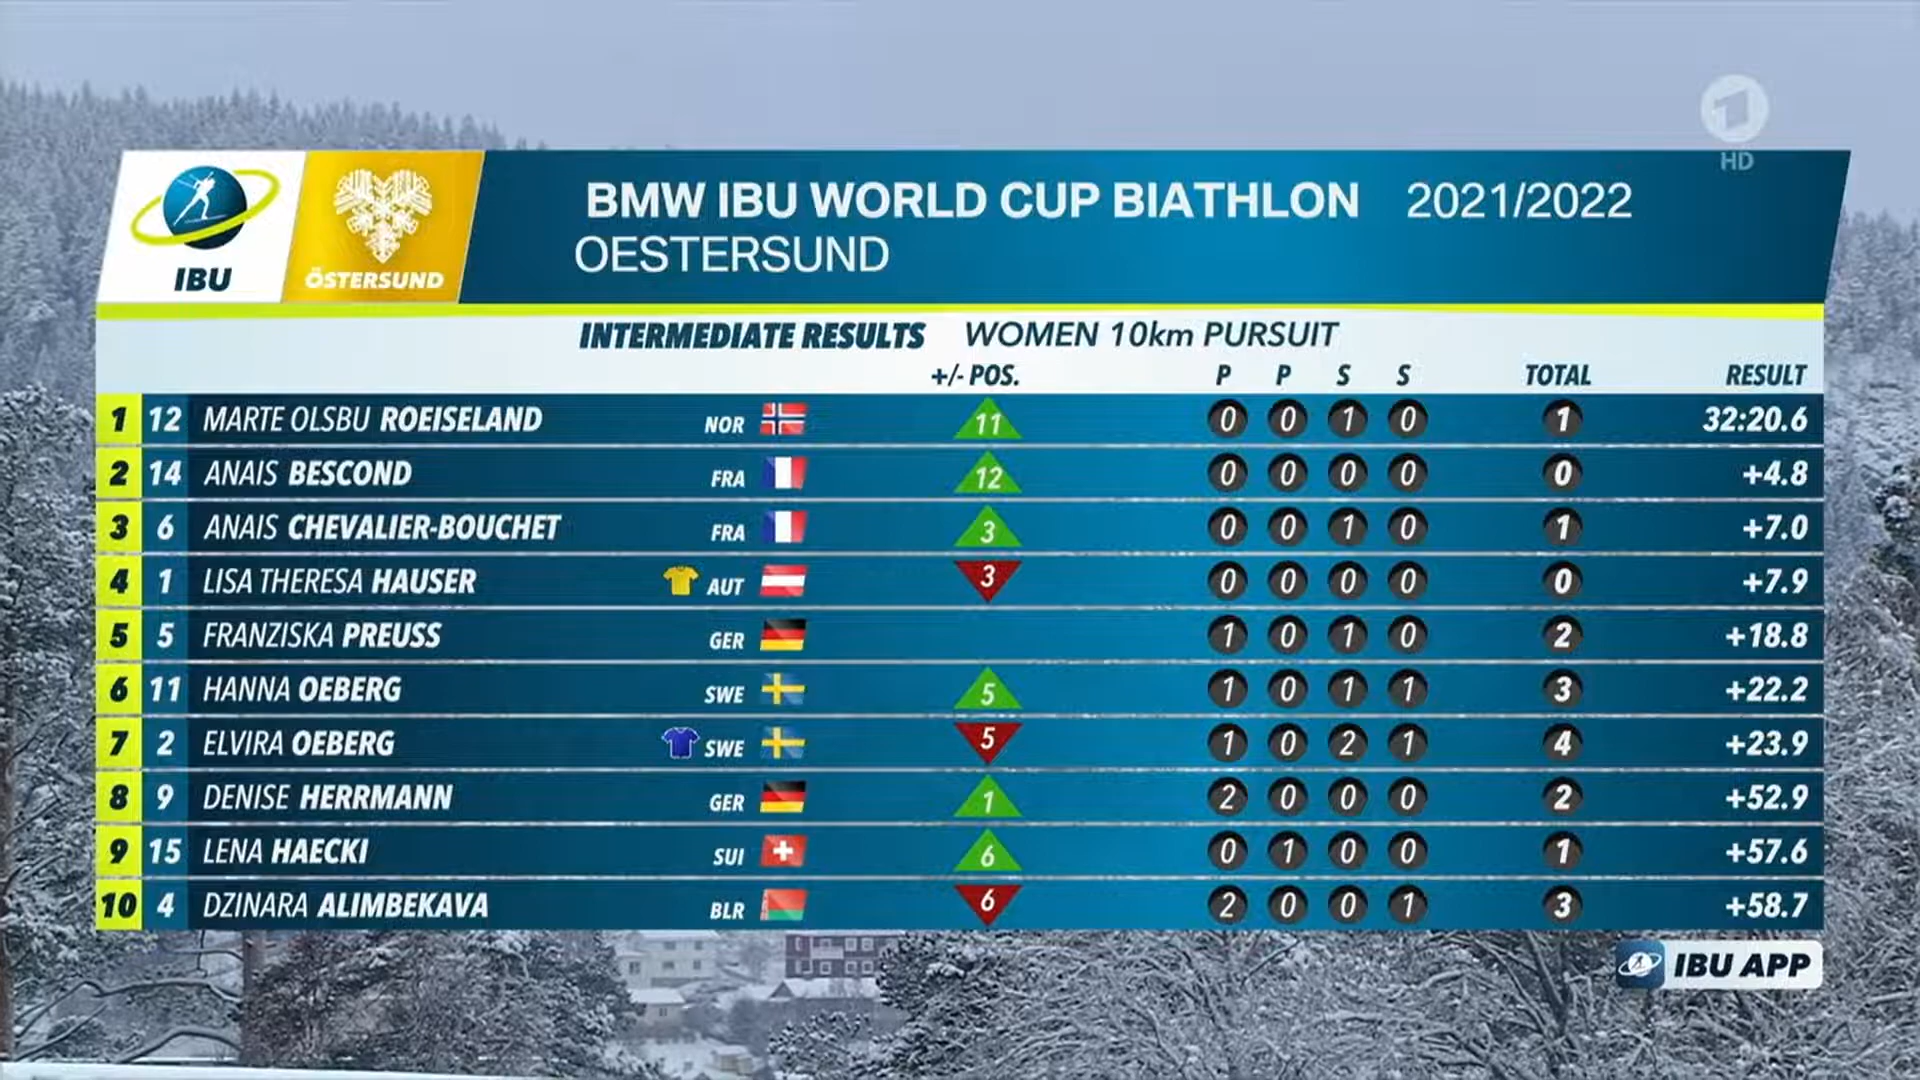 HD
IBU
ÖSTERSUND
BMW IBU WORLD CUP BIATHLON 2021/2022
OESTERSUND
INTERMEDIATE RESULTS WOMEN 10km PURSUIT
+/- POS. P P S S TOTAL RESULT
1 12 MARTE OLSBU ROEISELAND NOR 11 0 0 1 0 1 32:20.6
2 14 ANAIS BESCOND FRA 12 0 0 0 0 0 +4.8
3 6 ANAIS CHEVALIER-BOUCHET FRA 3 0 0 1 0 1 +7.0
4 1 LISA THERESA HAUSER AUT 3 0 0 0 0 0 +7.9
5 5 FRANZISKA PREUSS GER 1 0 1 0 2 +18.8
6 11 HANNA OEBERG SWE 5 1 0 1 1 3 +22.2
7 2 ELVIRA OEBERG SWE 5 1 0 2 1 4 +23.9
8 9 DENISE HERRMANN GER 1 2 0 0 0 2 +52.9
9 15 LENA HAECKI SUI 6 0 1 0 0 1 +57.6
10 4 DZINARA ALIMBEKAVA BLR 6 2 0 0 1 3 +58.7
IBU APP